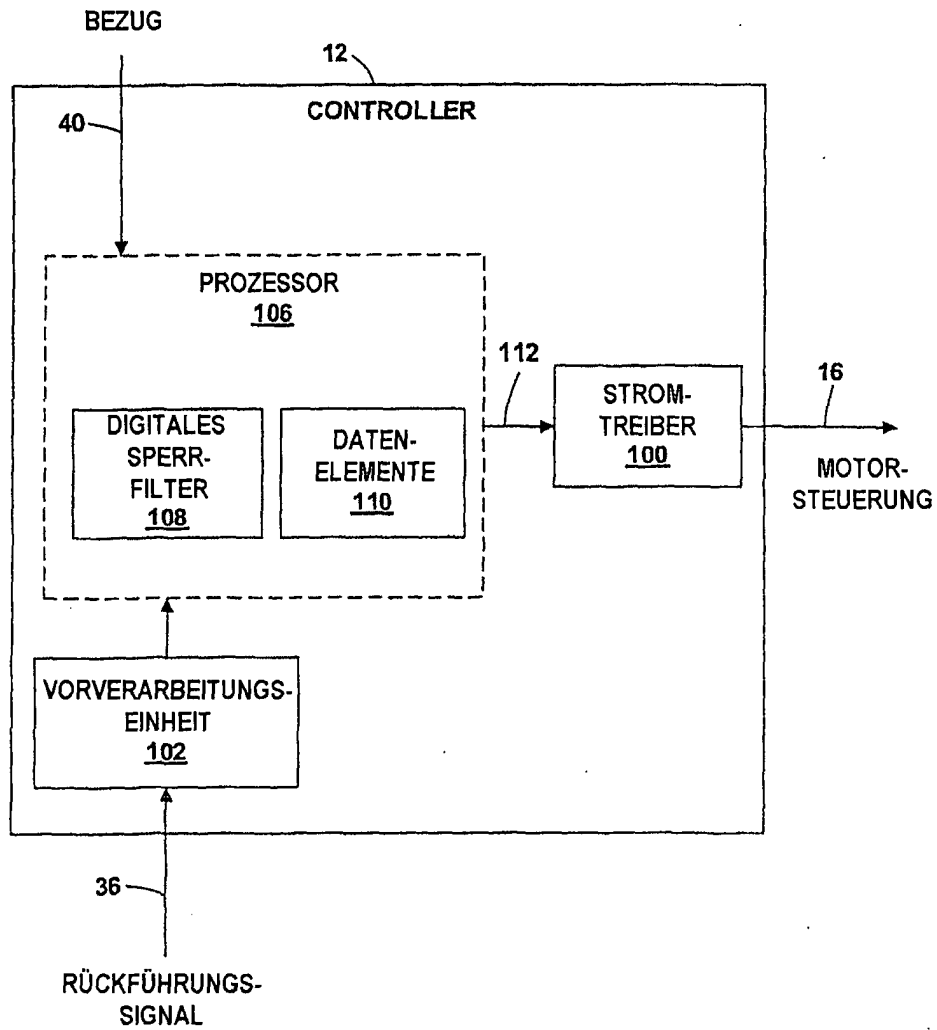 BEZUG
12
CONTROLLER
40
PROZESSOR
106
112
16
STROM-
TREIBER
100
DIGITALES
SPERR-
FILTER
108
DATEN-
ELEMENTE
110
MOTOR-
STEUERUNG
VORVERARBEITUNGS-
EINHEIT
102
36
RÜCKFÜHRUNGS-
SIGNAL